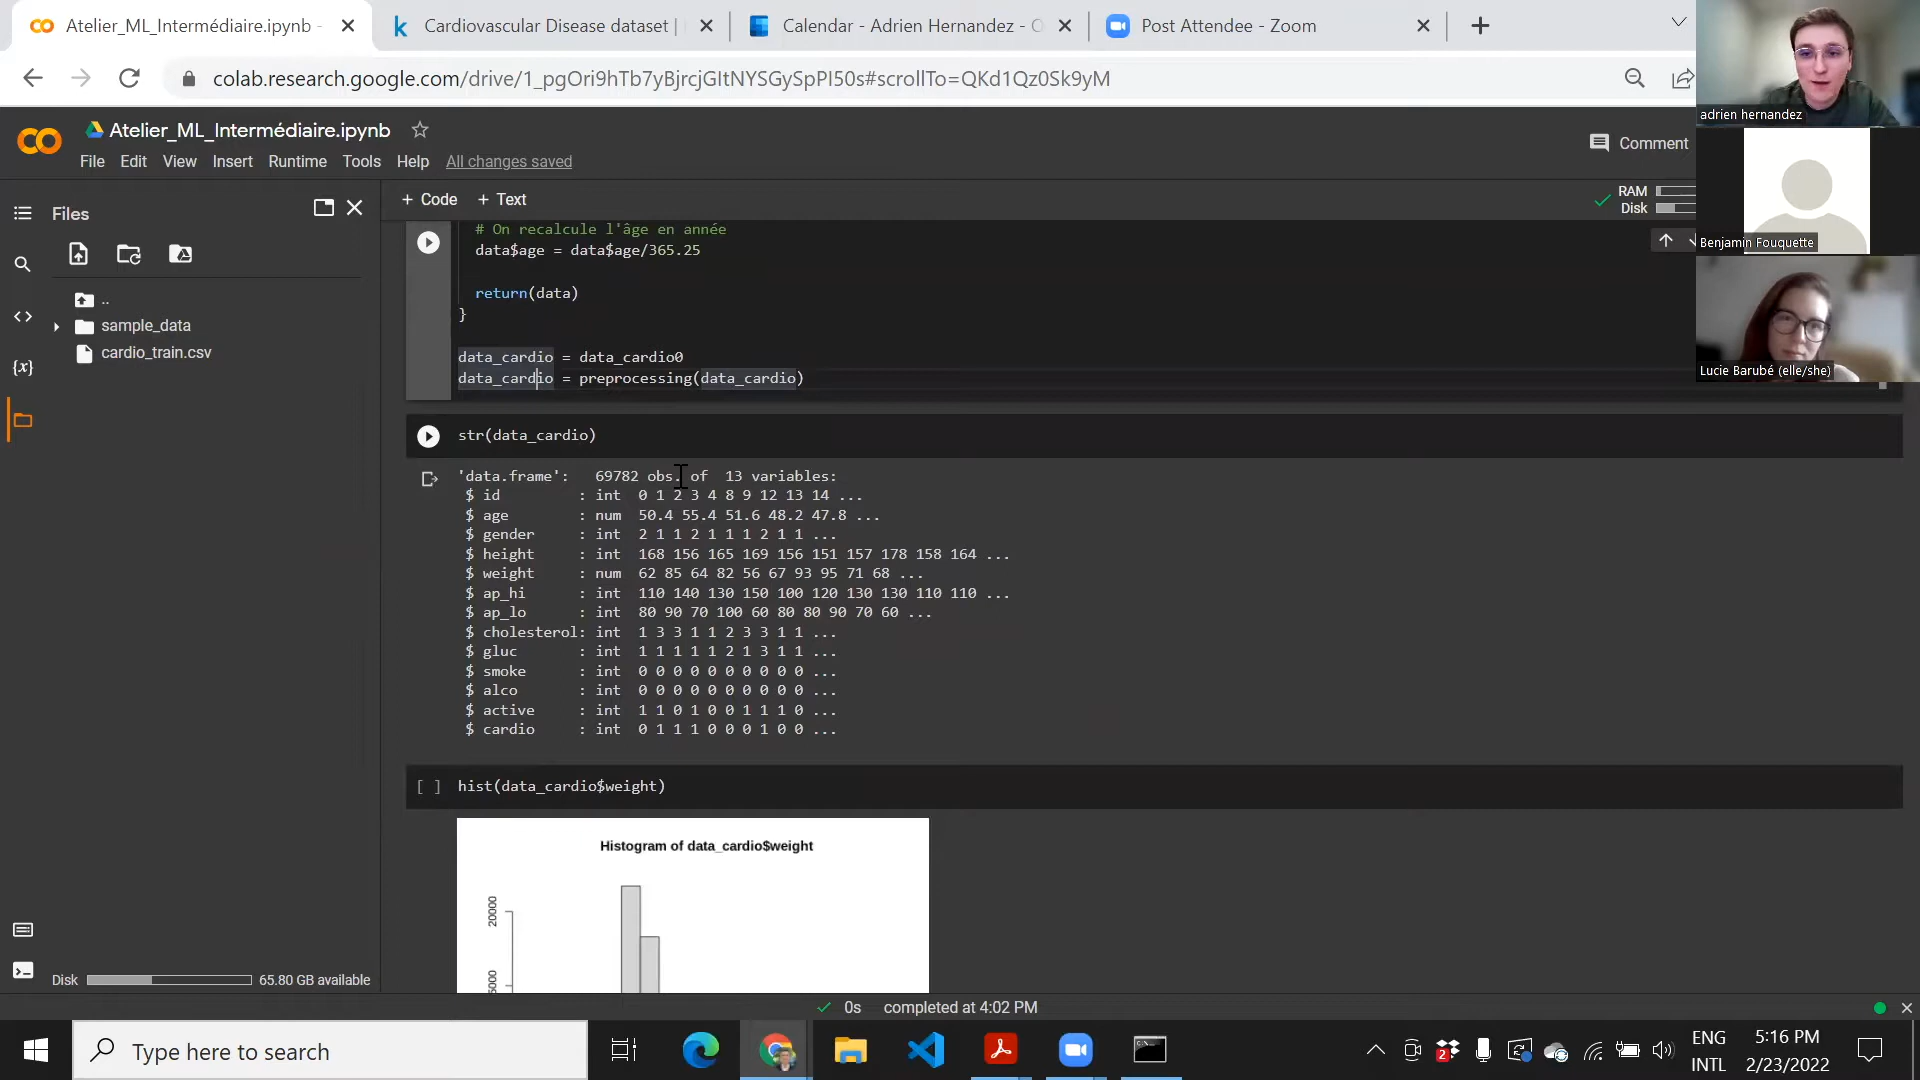 Atelier_ML_Intermédiaire.ipynb -
Cardiovascular Disease dataset |
Calendar - Adrien Hernandez - O
Post Attendee - Zoom
colab.research.google.com/drive/1_pgOri9hTb7yBjrcjGItNYSGySpPI50s#scrollTo=QKd1Qz0Sk9yM
adrien hernandez
Benjamin Fouquette
Lucie Barubé (elle/she)
Atelier_ML_Intermédiaire.ipynb
File Edit View Insert Runtime Tools Help All changes saved
Comment
Files
+ Code + Text
RAM
Disk
..
sample_data
cardio_train.csv
# On recalcule l'âge en année
data$age = data$age/365.25
return(data)
}
data_cardio = data_cardio0
data_cardio = preprocessing(data_cardio)
str(data_cardio)
'data.frame': 69782 obs. of 13 variables:
$ id : int 0 1 2 3 4 8 9 12 13 14 ...
$ age : num 50.4 55.4 51.6 48.2 47.8 ...
$ gender : int 2 1 1 2 1 1 1 2 1 1 ...
$ height : int 168 156 165 169 156 151 157 178 158 164 ...
$ weight : num 62 85 64 82 56 67 93 95 71 68 ...
$ ap_hi : int 110 140 130 150 100 120 130 130 110 110 ...
$ ap_lo : int 80 90 70 100 60 80 80 90 70 60 ...
$ cholesterol: int 1 3 3 1 1 2 3 3 1 1 ...
$ gluc : int 1 1 1 1 1 2 1 3 1 1 ...
$ smoke : int 0 0 0 0 0 0 0 0 0 0 ...
$ alco : int 0 0 0 0 0 0 0 0 0 0 ...
$ active : int 1 1 0 1 0 0 1 1 1 0 ...
$ cardio : int 0 1 1 1 0 0 0 1 0 0 ...
[ ] hist(data_cardio$weight)
Histogram of data_cardio$weight
20000
Disk 65.80 GB available
0s completed at 4:02 PM
Type here to search
2
ENG
INTL
5:16 PM
2/23/2022